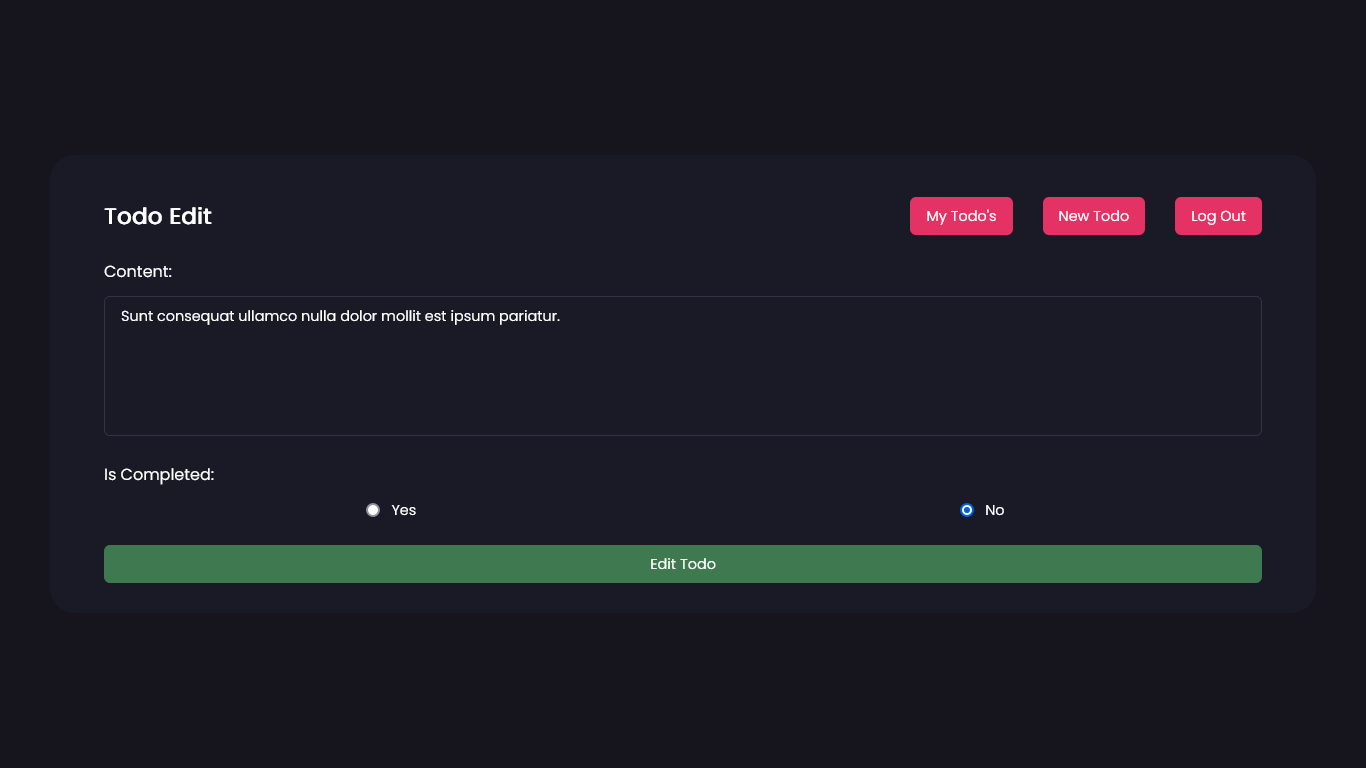 Todo Edit
My Todo's
New Todo
Log Out
Content:
Sunt consequat ullamco nulla dolor mollit est ipsum pariatur.
Is Completed:
Yes
No
Edit Todo